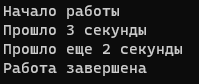 Начало работы
Прошло 3 секунды
Прошло еще 2 секунды
Работа завершена